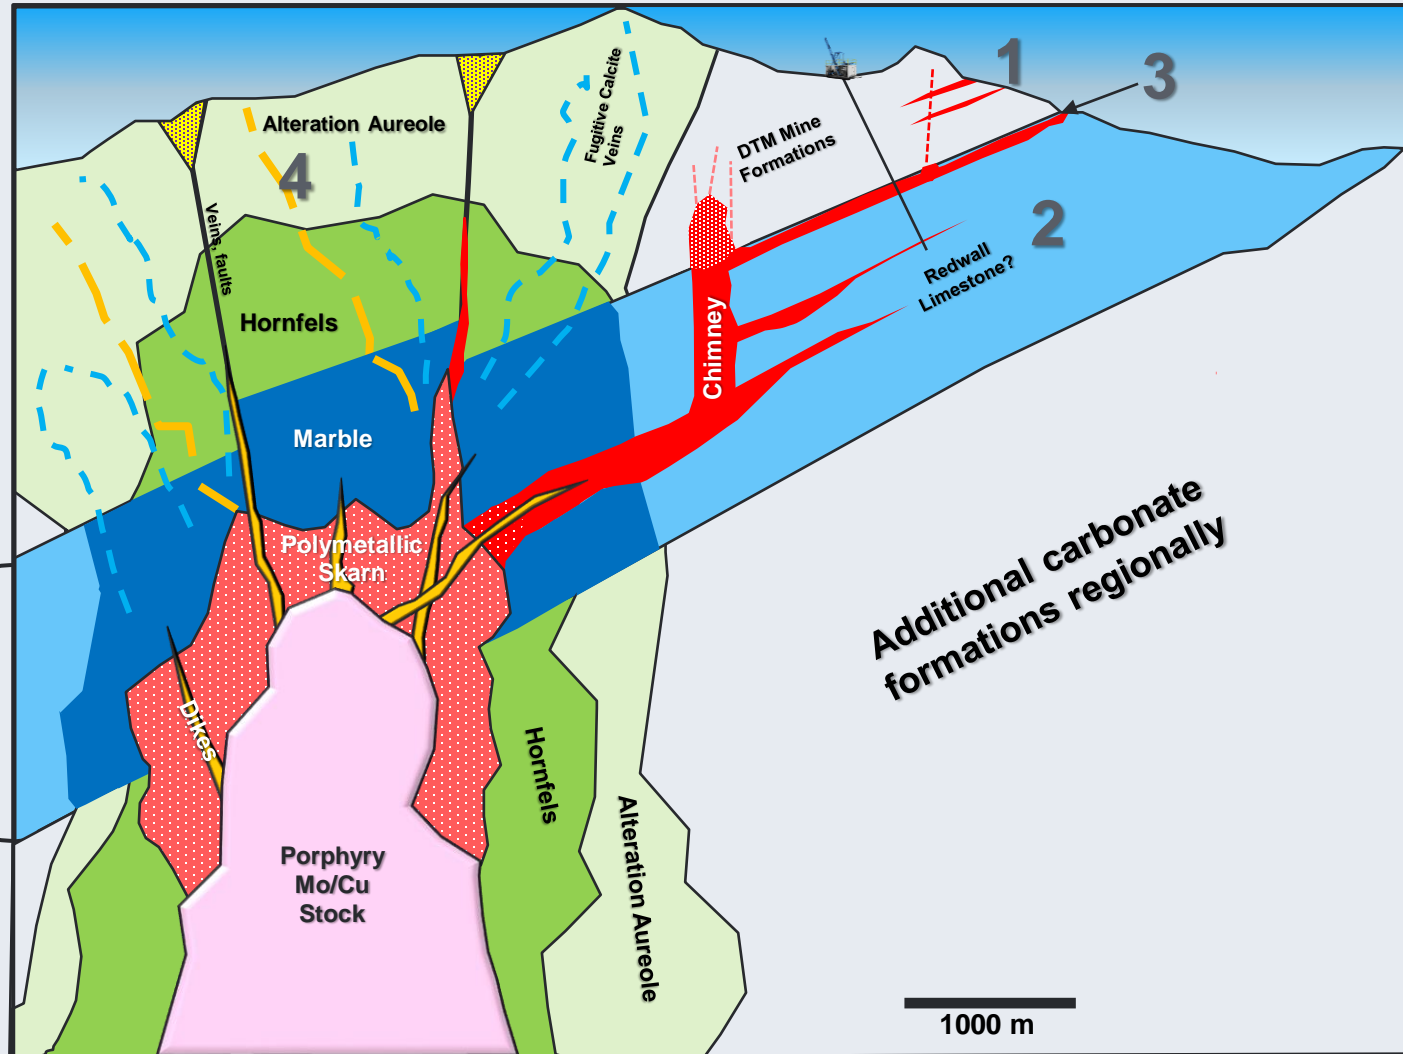 1
3
Alteration Aureole
4
Fugitive Calcite
Veins
DTM Mine
Formations
2
Veins, faults
Redwall
Limestone?
Hornfels
Chimney
Marble
Polymetallic
Skarn
Additional carbonate
formations regionally
Dikes
Hornfels
Alteration Aureole
Porphyry
Mo/Cu
Stock
1000 m